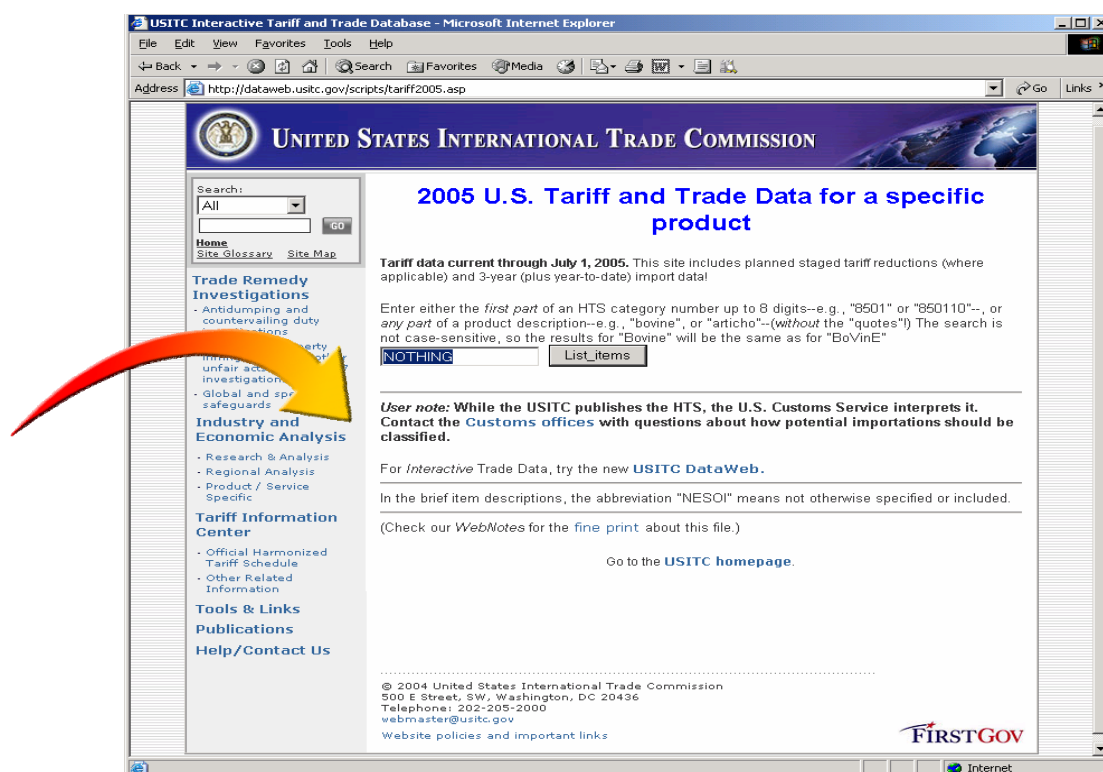 USITC Interactive Tariff and Trade Database - Microsoft Internet Explorer
File Edit View Favorites Tools Help
Back Search Favorites Media
Address http://dataweb.usitc.gov/scripts/tariff2005.asp Go Links
UNITED STATES INTERNATIONAL TRADE COMMISSION
Search:
All
GO
Home
Site Glossary Site Map
Trade Remedy
Investigations
- Antidumping and
countervailing duty
unfair
investigation
- Global and
safeguards
Industry and
Economic Analysis
- Research & Analysis
- Regional Analysis
- Product / Service
Specific
Tariff Information
Center
- Official Harmonized
Tariff Schedule
- Other Related
Information
Tools & Links
Publications
Help/Contact Us
2005 U.S. Tariff and Trade Data for a specific
product
Tariff data current through July 1, 2005. This site includes planned staged tariff reductions (where
applicable) and 3-year (plus year-to-date) import data!
Enter either the first part of an HTS category number up to 8 digits--e.g., "8501" or "850110"--, or
any part of a product description--e.g., "bovine", or "articho"--(without the "quotes"!) The search is
not case-sensitive, so the results for "Bovine" will be the same as for "BoVinE"
NOTHING List_items
User note: While the USITC publishes the HTS, the U.S. Customs Service interprets it.
Contact the Customs offices with questions about how potential importations should be
classified.
For Interactive Trade Data, try the new USITC DataWeb.
In the brief item descriptions, the abbreviation "NESOI" means not otherwise specified or included.
(Check our WebNotes for the fine print about this file.)
Go to the USITC homepage.
© 2004 United States International Trade Commission
500 E Street, SW, Washington, DC 20436
Telephone: 202-205-2000
webmaster@usitc.gov
Website policies and important links
FIRSTGOV
Internet